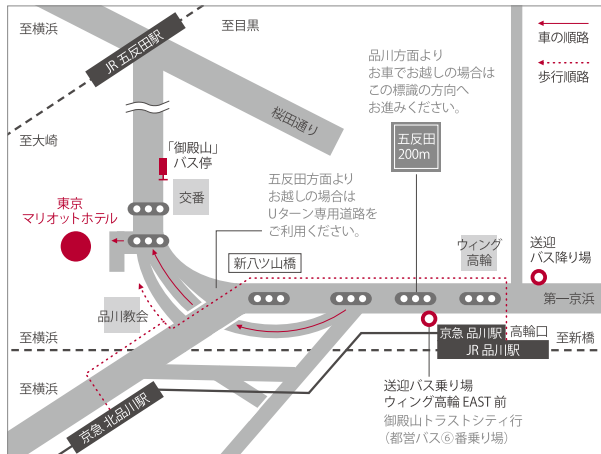 至横浜
至目黒
JR 五反田駅
車の順路
歩行順路
品川方面より
お車でお越しの場合は
この標識の方向へ
お進みください。
桜田通り
至大崎
「御殿山」
バス停
五反田
200m
交番
五反田方面より
お越しの場合は
Uターン専用道路を
ご利用ください。
東京
マリオットホテル
新八ツ山橋
ウィング
高輪
送迎
バス降り場
第一京浜
品川教会
至横浜
京急 品川駅
高輪口
JR 品川駅
至新橋
至横浜
京急 北品川駅
送迎バス乗り場
ウィング高輪 EAST 前
御殿山トラストシティ行
（都営バス⑥番乗り場）